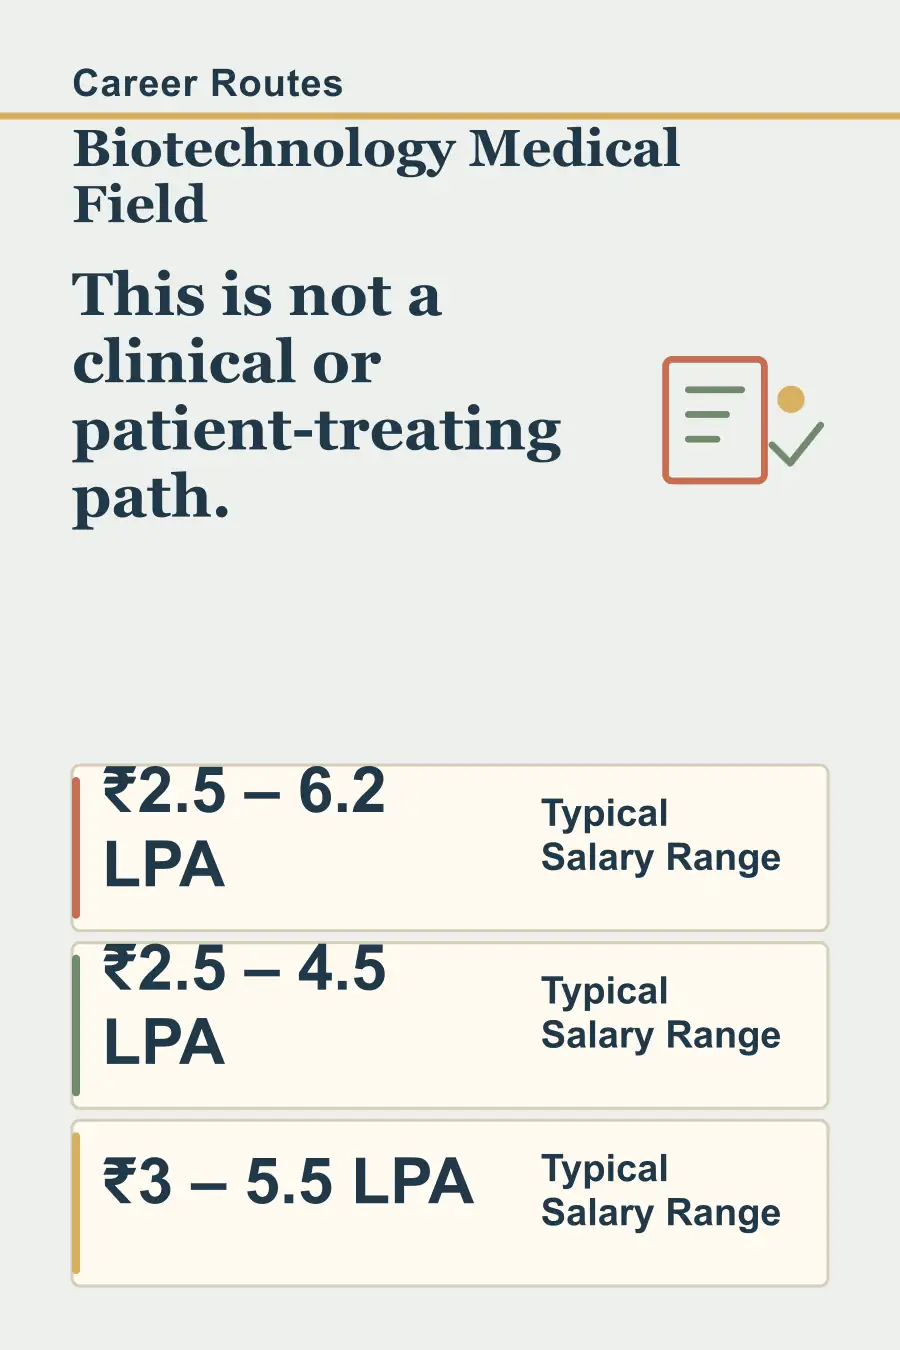 Career Routes
Biotechnology Medical
Field
This is not a
clinical or
patient-treating
path.
₹2.5 – 6.2
LPA
Typical
Salary Range
₹2.5 – 4.5
LPA
Typical
Salary Range
₹3 – 5.5 LPA
Typical
Salary Range